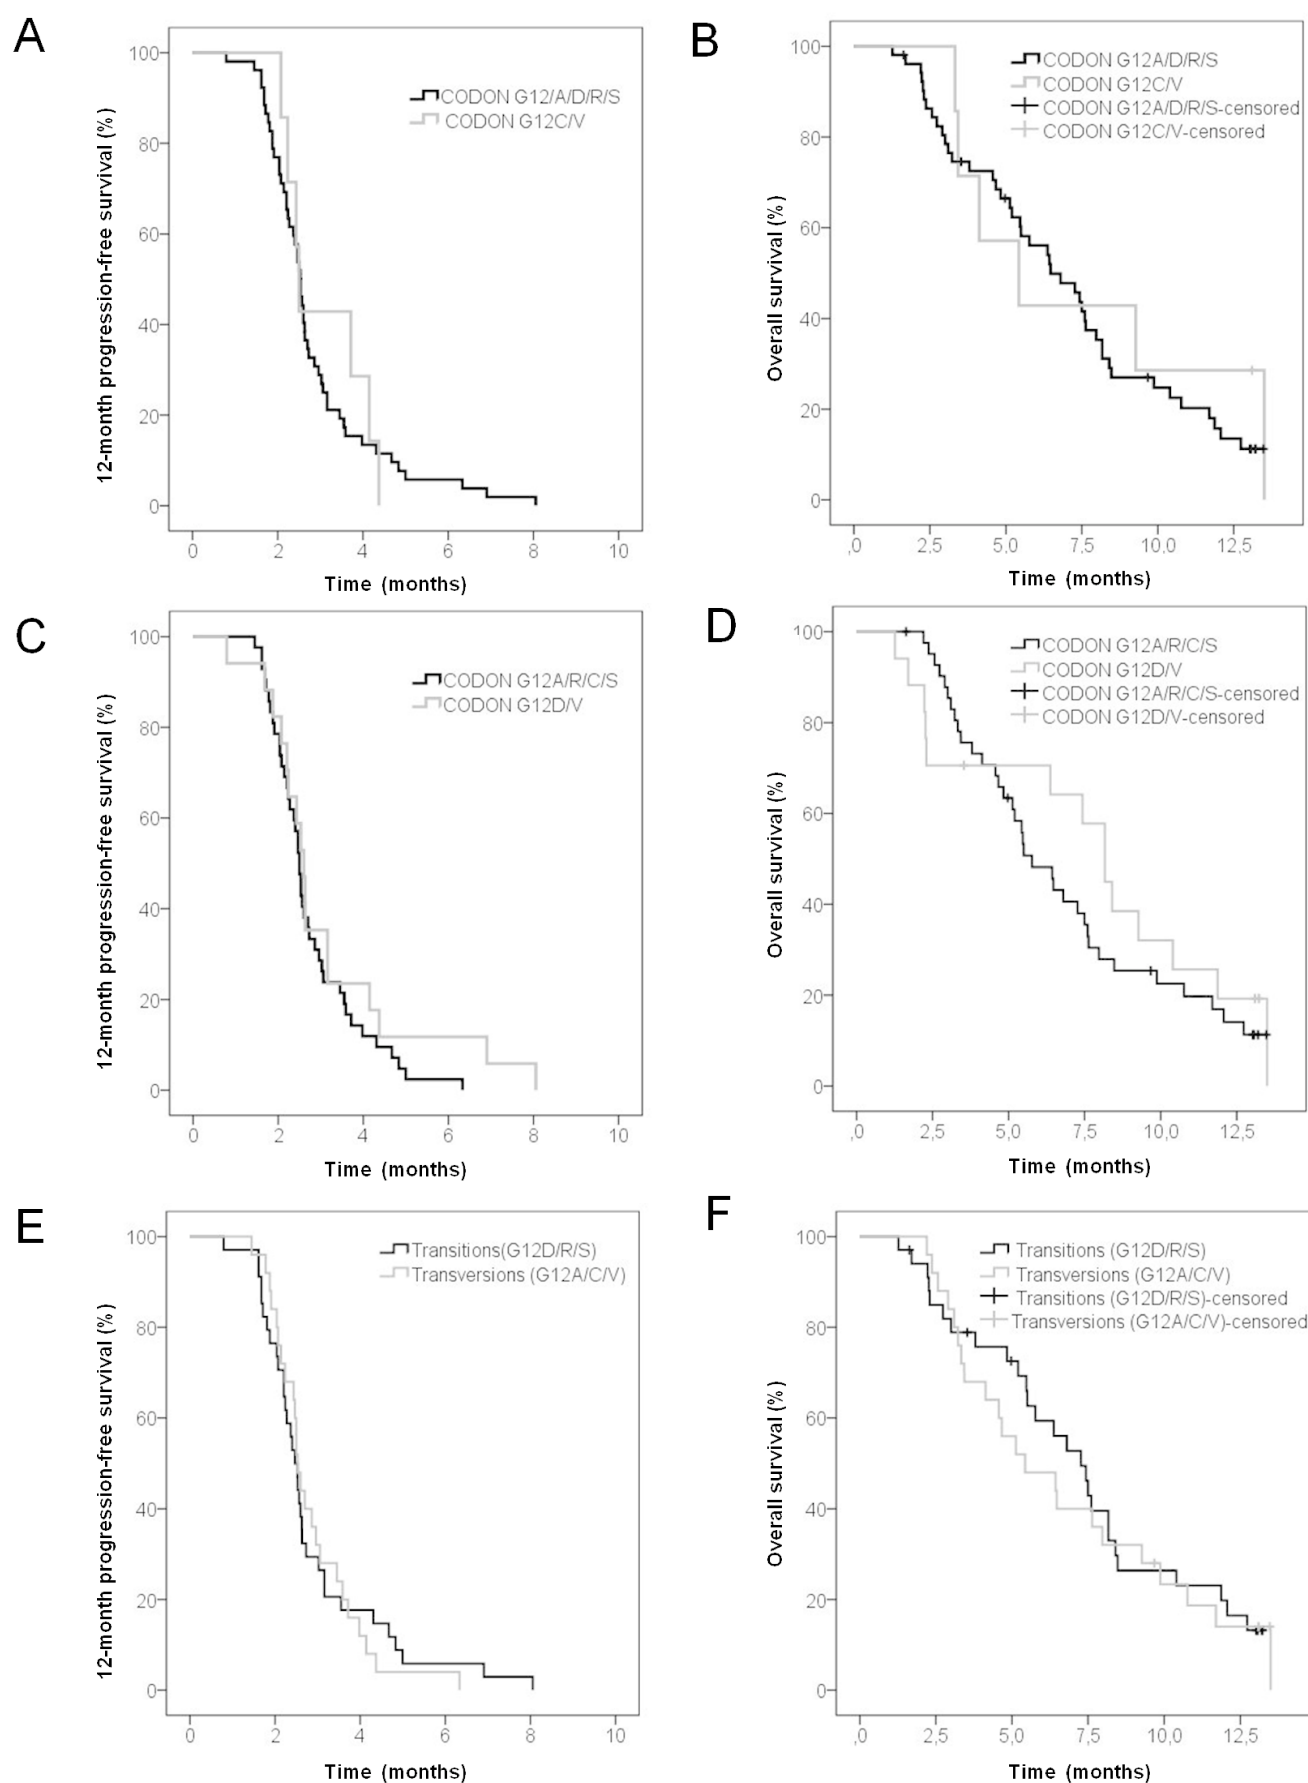 A
12-month progression-free survival (%)
100
80
60
40
20
0
CODON G12/A/D/R/S
CODON G12C/V
0 2 4 6 8 10
Time (months)
B
Overall survival (%)
100
80
60
40
20
0
CODON G12A/D/R/S
CODON G12C/V
CODON G12A/D/R/S-censored
CODON G12C/V-censored
,0 2,5 5,0 7,5 10,0 12,5
Time (months)
C
12-month progression-free survival (%)
100
80
60
40
20
0
CODON G12A/R/C/S
CODON G12D/V
0 2 4 6 8 10
Time (months)
D
Overall survival (%)
100
80
60
40
20
0
CODON G12A/R/C/S
CODON G12D/V
CODON G12A/R/C/S-censored
CODON G12D/V-censored
,0 2,5 5,0 7,5 10,0 12,5
Time (months)
E
12-month progression-free survival (%)
100
80
60
40
20
0
Transitions(G12D/R/S)
Transversions (G12A/C/V)
0 2 4 6 8 10
Time (months)
F
Overall survival (%)
100
80
60
40
20
0
Transitions (G12D/R/S)
Transversions (G12A/C/V)
Transitions (G12D/R/S)-censored
Transversions (G12A/C/V)-censored
,0 2,5 5,0 7,5 10,0 12,5
Time (months)